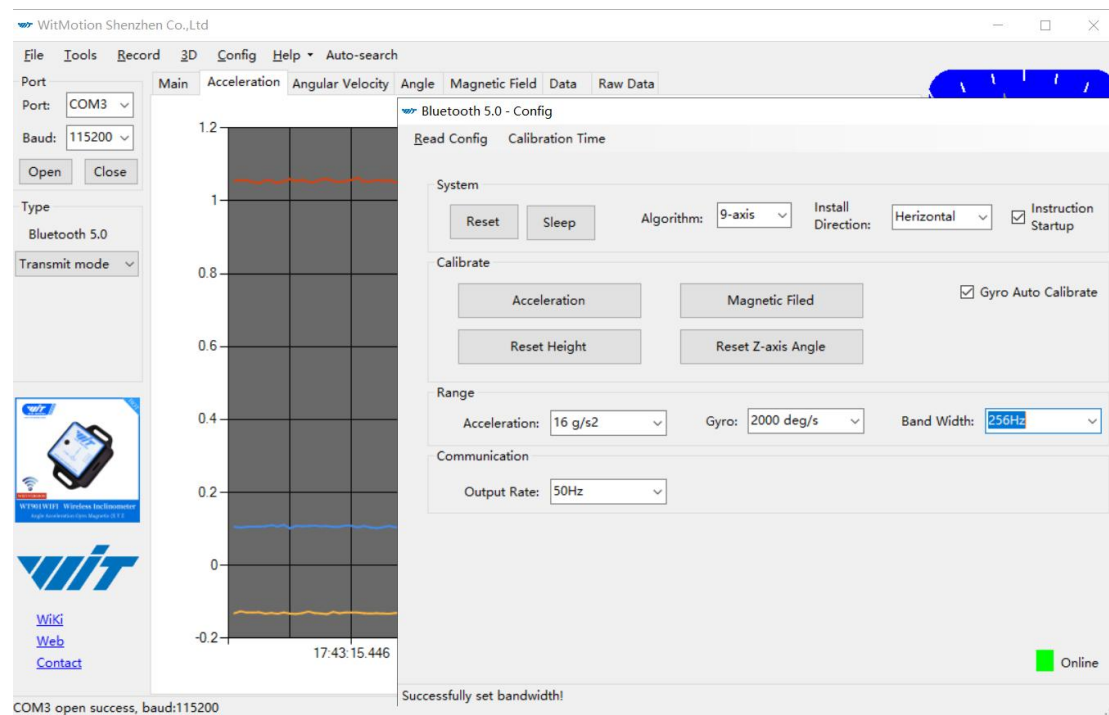 WitMotion Shenzhen Co.,Ltd
File Tools Record 3D Config Help Auto-search
Port
Port: COM3
Baud: 115200
Open Close
Type
Bluetooth 5.0
Transmit mode
WiT
WT901WIFI Wireless Inclinometer
WiT
WiKi
Web
Contact
COM3 open success, baud:115200
Main Acceleration Angular Velocity Angle Magnetic Field Data Raw Data
1.2
1
0.8
0.6
0.4
0.2
0
-0.2
17:43:15.446
Bluetooth 5.0 - Config
Read Config Calibration Time
System
Reset Sleep Algorithm: 9-axis Install Direction: Herizontal Instruction Startup
Calibrate
Acceleration Magnetic Filed Gyro Auto Calibrate
Reset Height Reset Z-axis Angle
Range
Acceleration: 16 g/s2 Gyro: 2000 deg/s Band Width: 256Hz
Communication
Output Rate: 50Hz
Online
Successfully set bandwidth!